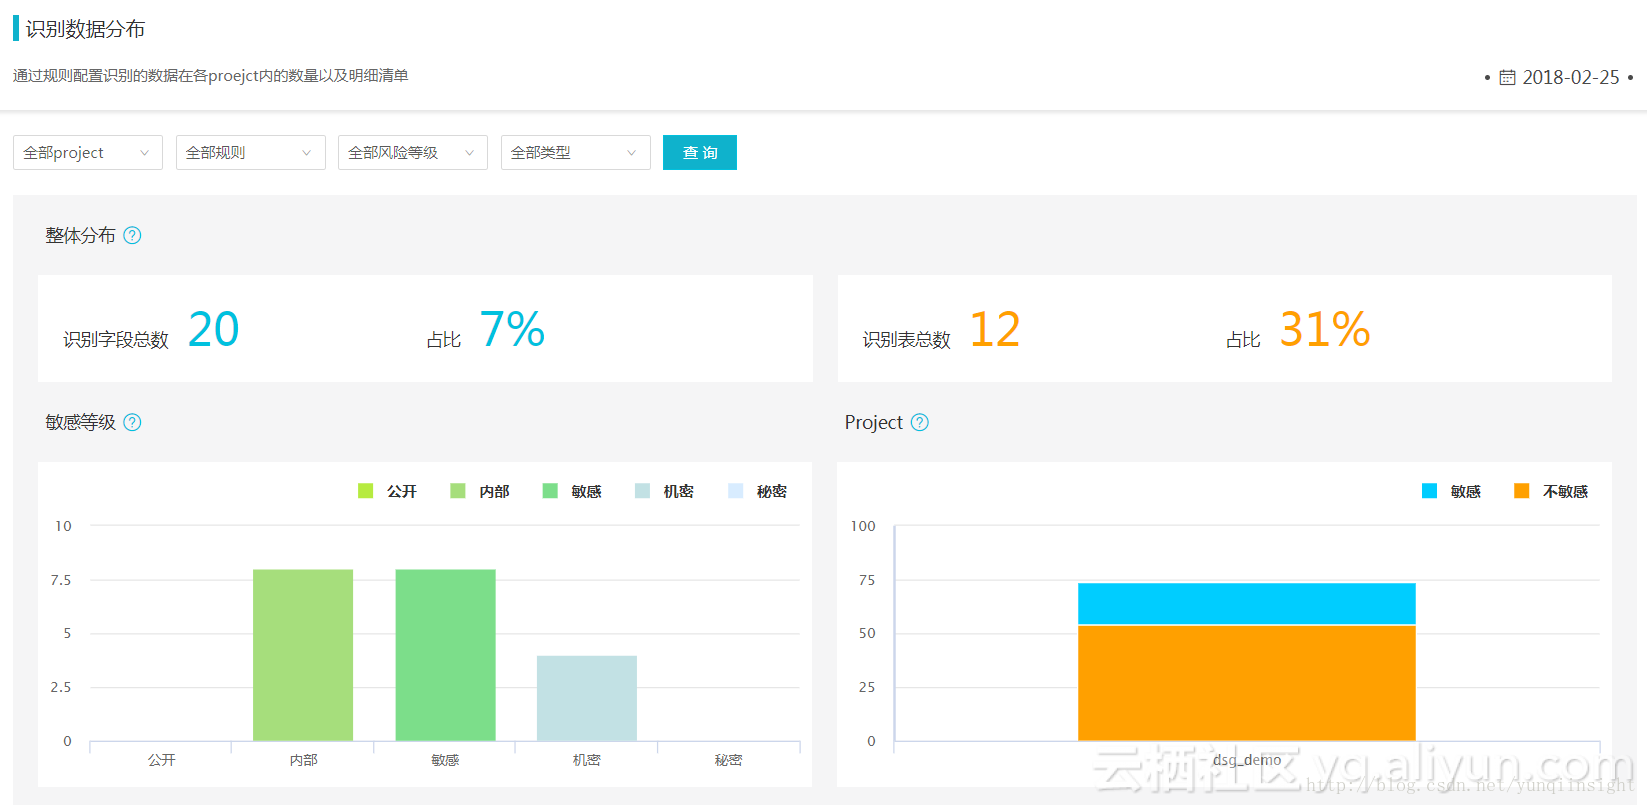 识别数据分布
通过规则配置识别的数据在各proejct内的数量以及明细清单
• 2018-02-25 •
全部project
全部规则
全部风险等级
全部类型
查 询
整体分布 ?
识别字段总数 20
占比 7%
识别表总数 12
占比 31%
敏感等级 ?
公开 内部 敏感 机密 秘密
10
7.5
5
2.5
0
公开 内部 敏感 机密 秘密
Project ?
敏感 不敏感
100
75
50
25
0
dsg_demo
云栖社区 yq.aliyun.com
http://blog.csdn.net/yunqiinsight